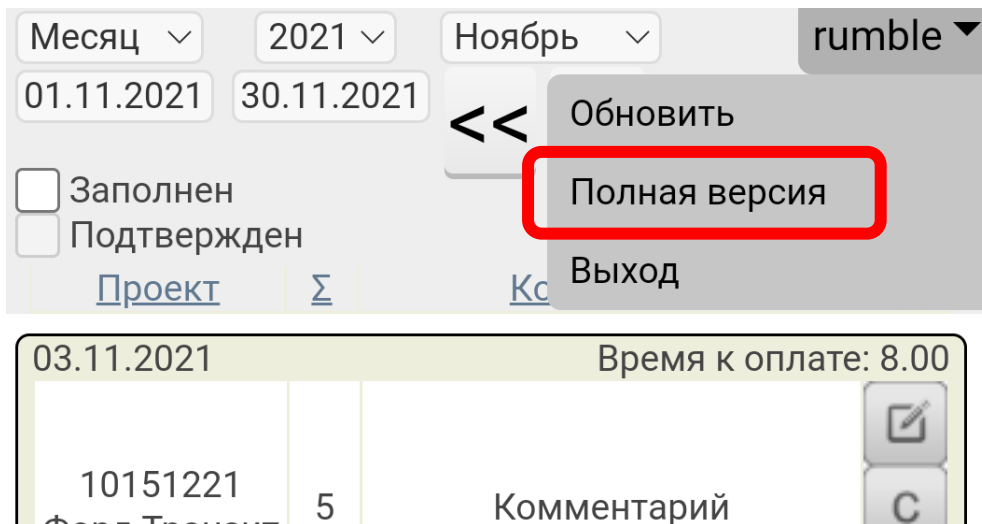 Месяц 2021 Ноябрь rumble
01.11.2021 30.11.2021 << Обновить
Полная версия
Заполнен
Подтвержден
Выход
Проект Σ
03.11.2021 Время к оплате: 8.00
10151221
5 Комментарий C